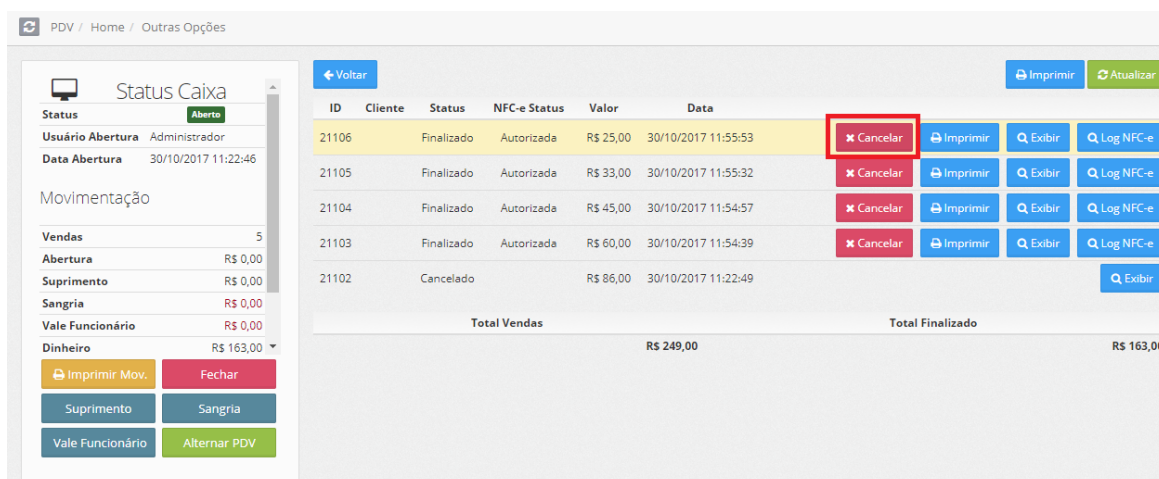 PDV / Home / Outras Opções
Status Caixa
Status Aberto
Usuário Abertura Administrador
Data Abertura 30/10/2017 11:22:46
Movimentação
Vendas 5
Abertura R$ 0,00
Suprimento R$ 0,00
Sangria R$ 0,00
Vale Funcionário R$ 0,00
Dinheiro R$ 163,00
Imprimir Mov. Fechar
Suprimento Sangria
Vale Funcionário Alternar PDV
Voltar Imprimir Atualizar
ID Cliente Status NFC-e Status Valor Data
21106 Finalizado Autorizada R$ 25,00 30/10/2017 11:55:53 Cancelar Imprimir Exibir Log NFC-e
21105 Finalizado Autorizada R$ 33,00 30/10/2017 11:55:32 Cancelar Imprimir Exibir Log NFC-e
21104 Finalizado Autorizada R$ 45,00 30/10/2017 11:54:57 Cancelar Imprimir Exibir Log NFC-e
21103 Finalizado Autorizada R$ 60,00 30/10/2017 11:54:39 Cancelar Imprimir Exibir Log NFC-e
21102 Cancelado R$ 86,00 30/10/2017 11:22:49 Exibir
Total Vendas Total Finalizado
R$ 249,00 R$ 163,00